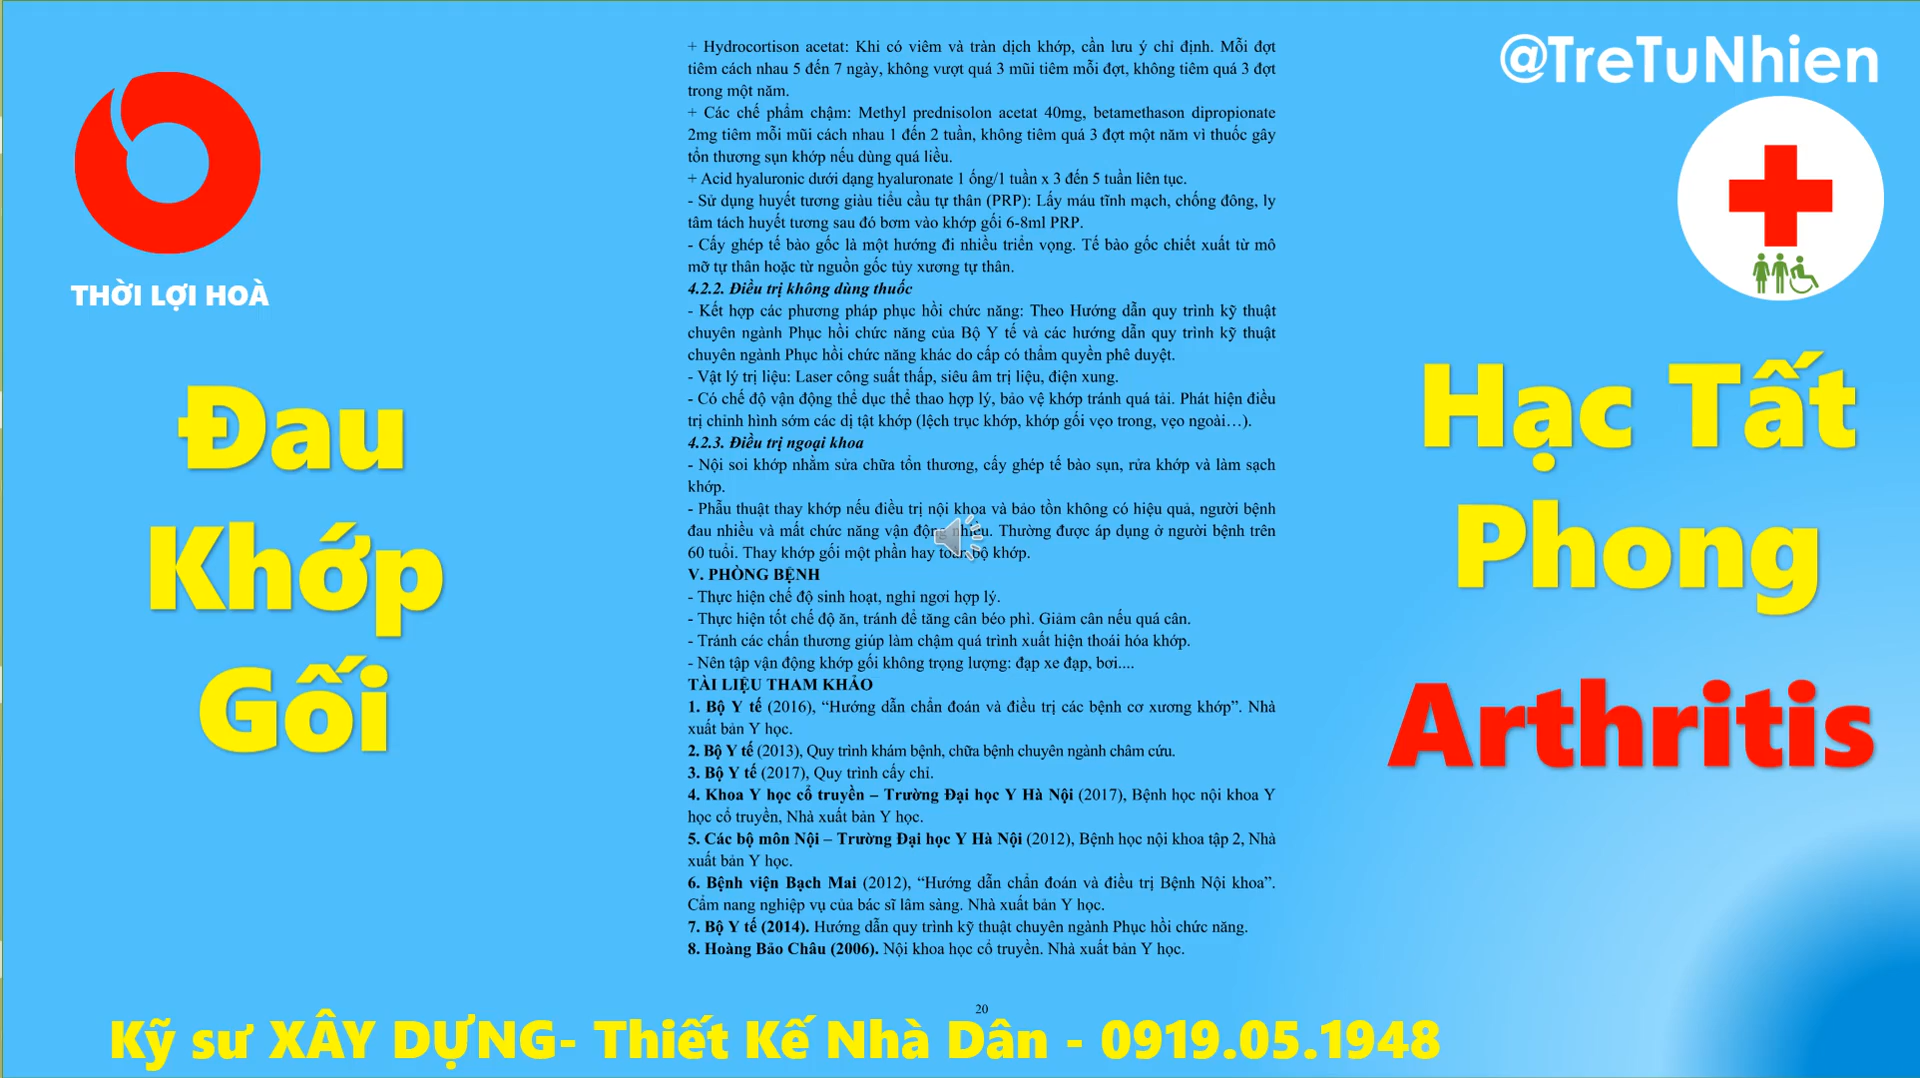 @TreTuNhien
THỜI LỢI HOÀ
Đau
Khớp
Gối
+ Hydrocortison acetat: Khi có viêm và tràn dịch khớp, cần lưu ý chỉ định. Mỗi đợt
tiêm cách nhau 5 đến 7 ngày, không vượt quá 3 mũi tiêm mỗi đợt, không tiêm quá 3 đợt
trong một năm.
+ Các chế phẩm chậm: Methyl prednisolon acetat 40mg, betamethason dipropionate
2mg tiêm mỗi mũi cách nhau 1 đến 2 tuần, không tiêm quá 3 đợt một năm vì thuốc gây
tổn thương sụn khớp nếu dùng quá liều.
+ Acid hyaluronic dưới dạng hyaluronate 1 ống/1 tuần x 3 đến 5 tuần liên tục.
- Sử dụng huyết tương giàu tiểu cầu tự thân (PRP): Lấy máu tĩnh mạch, chống đông, ly
tâm tách huyết tương sau đó bơm vào khớp gối 6-8ml PRP.
- Cấy ghép tế bào gốc là một hướng đi nhiều triển vọng. Tế bào gốc chiết xuất từ mô
mỡ tự thân hoặc từ nguồn gốc tủy xương tự thân.
4.2.2. Điều trị không dùng thuốc
- Kết hợp các phương pháp phục hồi chức năng: Theo Hướng dẫn quy trình kỹ thuật
chuyên ngành Phục hồi chức năng của Bộ Y tế và các hướng dẫn quy trình kỹ thuật
chuyên ngành Phục hồi chức năng khác do cấp có thẩm quyền phê duyệt.
- Vật lý trị liệu: Laser công suất thấp, siêu âm trị liệu, điện xung.
- Có chế độ vận động thể dục thể thao hợp lý, bảo vệ khớp tránh quá tải. Phát hiện điều
trị chỉnh hình sớm các dị tật khớp (lệch trục khớp, khớp gối vẹo trong, vẹo ngoài…).
4.2.3. Điều trị ngoại khoa
- Nội soi khớp nhằm sửa chữa tổn thương, cấy ghép tế bào sụn, rửa khớp và làm sạch
khớp.
- Phẫu thuật thay khớp nếu điều trị nội khoa và bảo tồn không có hiệu quả, người bệnh
đau nhiều và mất chức năng vận động nhiều. Thường được áp dụng ở người bệnh trên
60 tuổi. Thay khớp gối một phần hay toàn bộ khớp.
V. PHÒNG BỆNH
- Thực hiện chế độ sinh hoạt, nghỉ ngơi hợp lý.
- Thực hiện tốt chế độ ăn, tránh để tăng cân béo phì. Giảm cân nếu quá cân.
- Tránh các chấn thương giúp làm chậm quá trình xuất hiện thoái hóa khớp.
- Nên tập vận động khớp gối không trọng lượng: đạp xe đạp, bơi....
TÀI LIỆU THAM KHẢO
1. Bộ Y tế (2016), “Hướng dẫn chẩn đoán và điều trị các bệnh cơ xương khớp”. Nhà
xuất bản Y học.
2. Bộ Y tế (2013), Quy trình khám bệnh, chữa bệnh chuyên ngành châm cứu.
3. Bộ Y tế (2017), Quy trình cấy chỉ.
4. Khoa Y học cổ truyền – Trường Đại học Y Hà Nội (2017), Bệnh học nội khoa Y
học cổ truyền, Nhà xuất bản Y học.
5. Các bộ môn Nội – Trường Đại học Y Hà Nội (2012), Bệnh học nội khoa tập 2, Nhà
xuất bản Y học.
6. Bệnh viện Bạch Mai (2012), “Hướng dẫn chẩn đoán và điều trị Bệnh Nội khoa”.
Cẩm nang nghiệp vụ của bác sĩ lâm sàng. Nhà xuất bản Y học.
7. Bộ Y tế (2014). Hướng dẫn quy trình kỹ thuật chuyên ngành Phục hồi chức năng.
8. Hoàng Bảo Châu (2006). Nội khoa học cổ truyền. Nhà xuất bản Y học.
20
Hạc Tất
Phong
Arthritis
Kỹ sư XÂY DỰNG- Thiết Kế Nhà Dân - 0919.05.1948